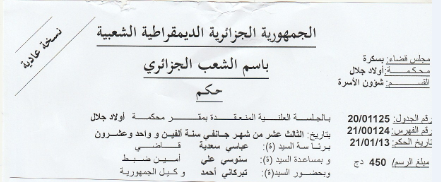 الجمهورية الجزائرية الديمقراطية الشعبية
نسخة عادية
باسم الشعب الجزائري
حكم
مجلس قضاء: بسكرة
محكمة: أولاد جلال
القسم: شؤون الأسرة
رقم الجدول: 20/01125
رقم الفهرس: 21/00124
تاريخ الحكم: 21/01/13
مبلغ الرسم/ 450 دج
بالجلسة العلنية المنعقدة بمقر محكمة أولاد جلال
بتاريخ: الثالث عشر من شهر جانفي سنة ألفين و واحد وعشرون
برئاسة السيد (ة): عباسي سعدية قاضي
و بمساعدة السيد (ة): سنوسي علي أمين ضبط
وبحضور السيد(ة): تبركاني أحمد وكيل الجمهورية